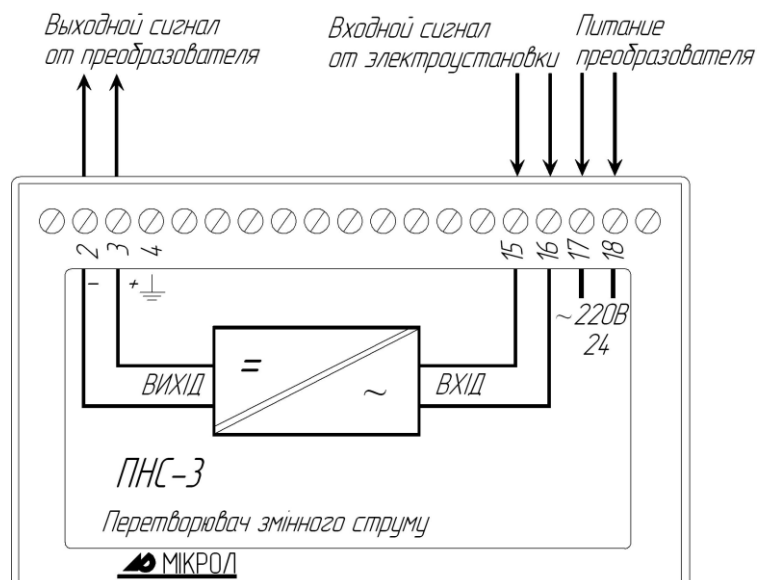 Выходной сигнал
от преобразователя
Входной сигнал
от электроустановки
Питание
преобразователя
2 3 4 15 16 17 18
- +
~220В
24
=
~
ВИХІД
ВХІД
ПНС-3
Перетворювач змінного струму
МІКРОЛ